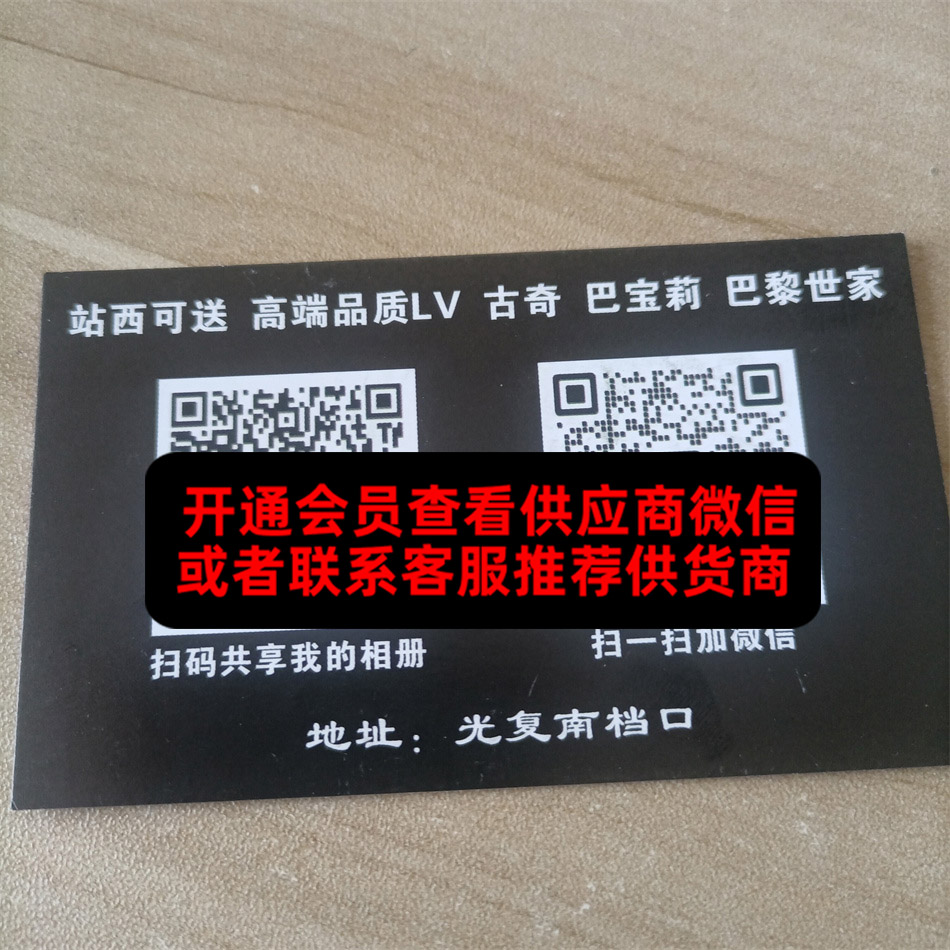 站西可送 高端品质LV 古奇 巴宝莉 巴黎世家
开通会员查看供应商微信
或者联系客服推荐供货商
扫码共享我的相册
扫一扫加微信
地址：光复南档口